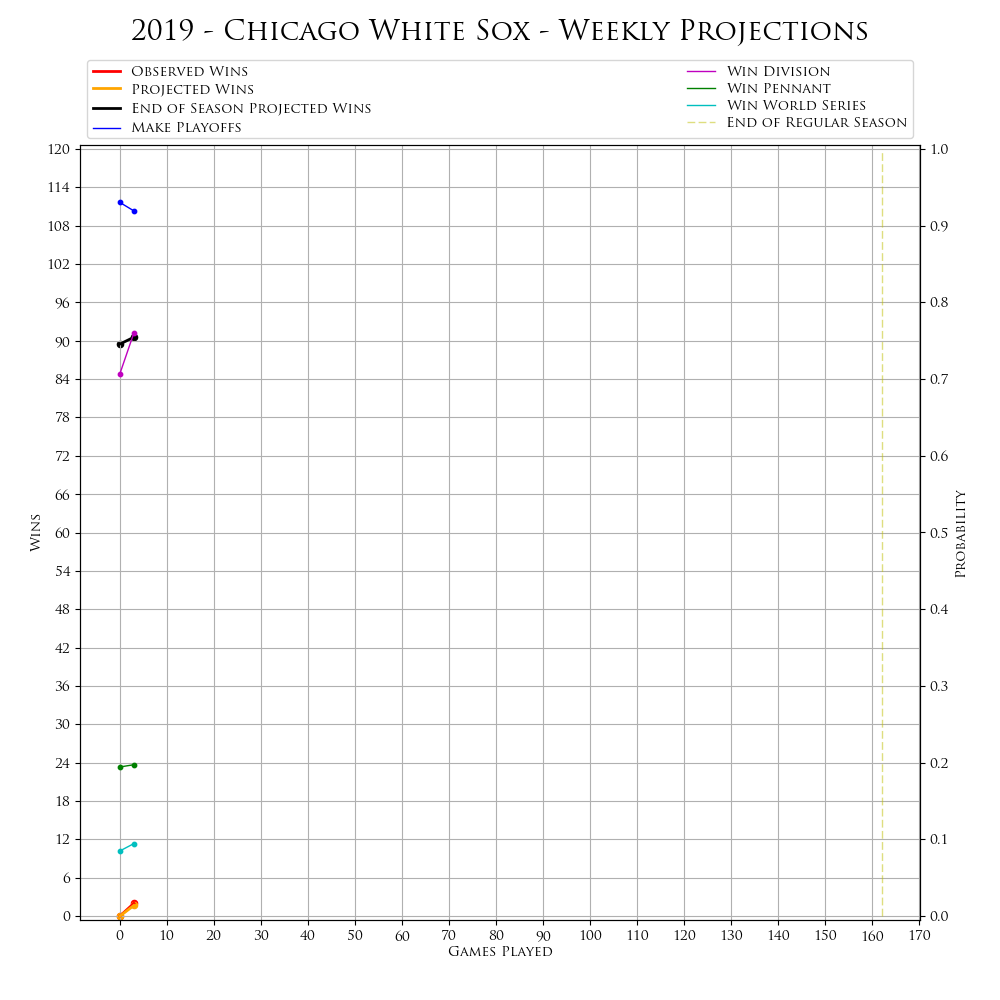 2019 - Chicago White Sox - Weekly Projections
Observed Wins
Projected Wins
End of Season Projected Wins
Make Playoffs
Win Division
Win Pennant
Win World Series
End of Regular Season
120
114
108
102
96
90
84
78
72
66
60
54
48
42
36
30
24
18
12
6
0
Wins
1.0
0.9
0.8
0.7
0.6
0.5
0.4
0.3
0.2
0.1
0.0
Probability
0 10 20 30 40 50 60 70 80 90 100 110 120 130 140 150 160 170
Games Played